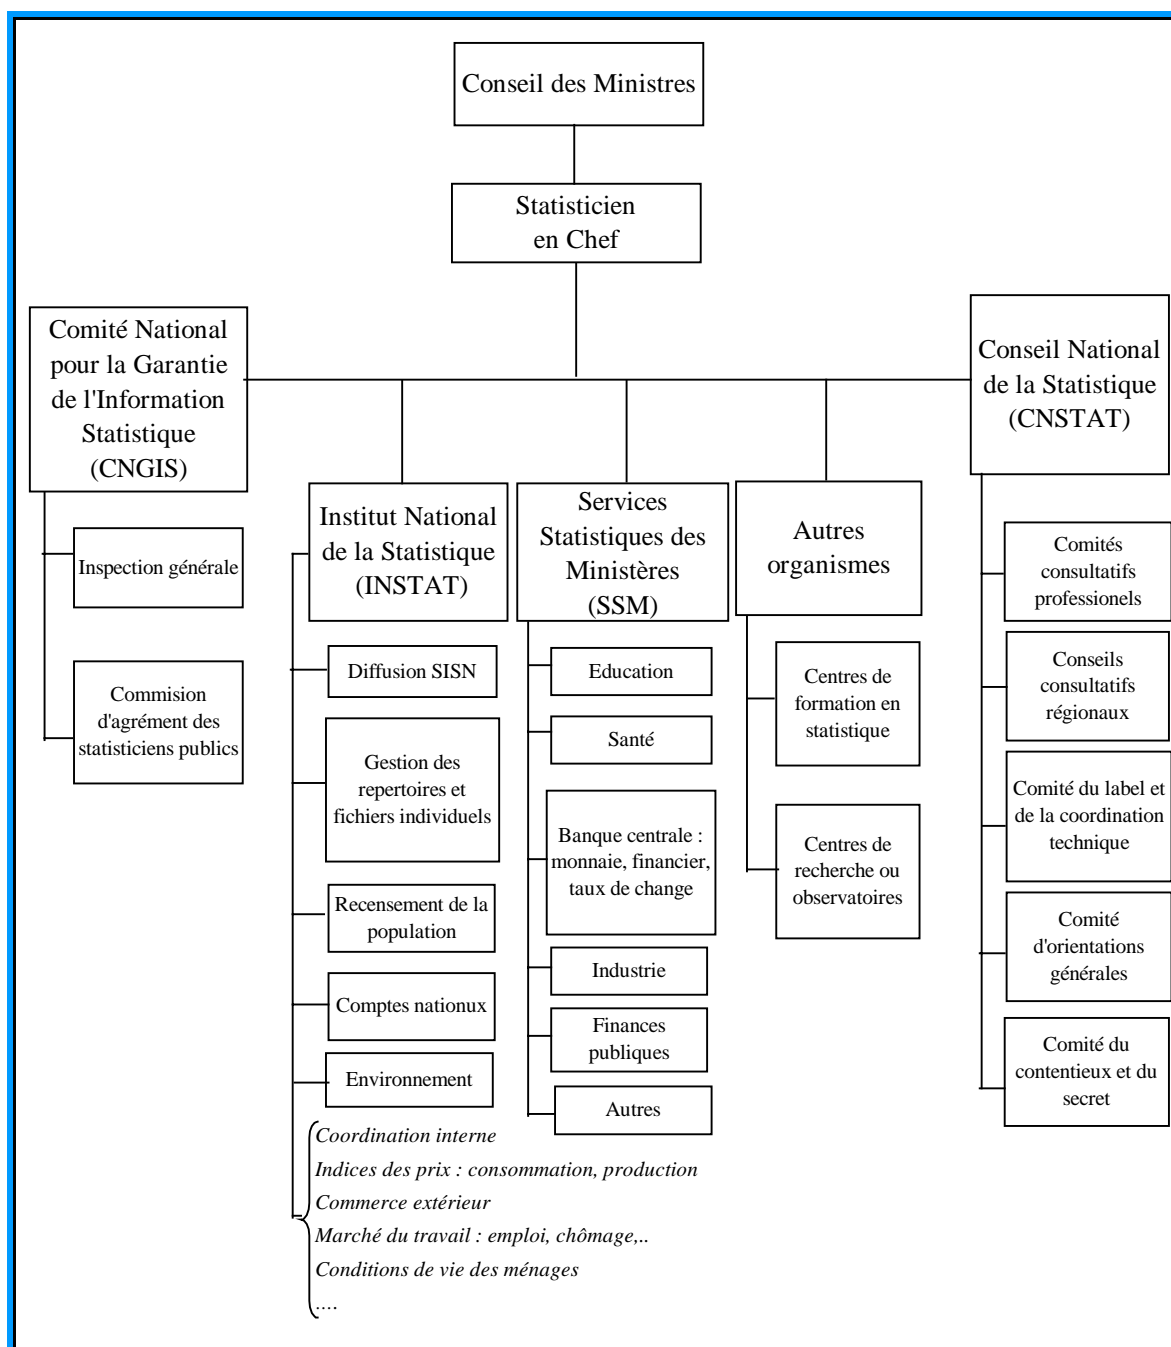 Conseil des Ministres
Statisticien
en Chef
Comité National
pour la Garantie
de l'Information
Statistique
(CNGIS)
Inspection générale
Commision
d'agrément des
statisticiens publics
Institut National
de la Statistique
(INSTAT)
Diffusion SISN
Gestion des
repertoires et
fichiers individuels
Recensement de la
population
Comptes nationux
Environnement
Coordination interne
Indices des prix : consommation, production
Commerce extérieur
Marché du travail : emploi, chômage,..
Conditions de vie des ménages
....
Services
Statistiques des
Ministères
(SSM)
Education
Santé
Banque centrale :
monnaie, financier,
taux de change
Industrie
Finances
publiques
Autres
Autres
organismes
Centres de
formation en
statistique
Centres de
recherche ou
observatoires
Conseil National
de la Statistique
(CNSTAT)
Comités
consultatifs
professionels
Conseils
consultatifs
régionaux
Comité du label et
de la coordination
technique
Comité
d'orientations
générales
Comité du
contentieux et du
secret